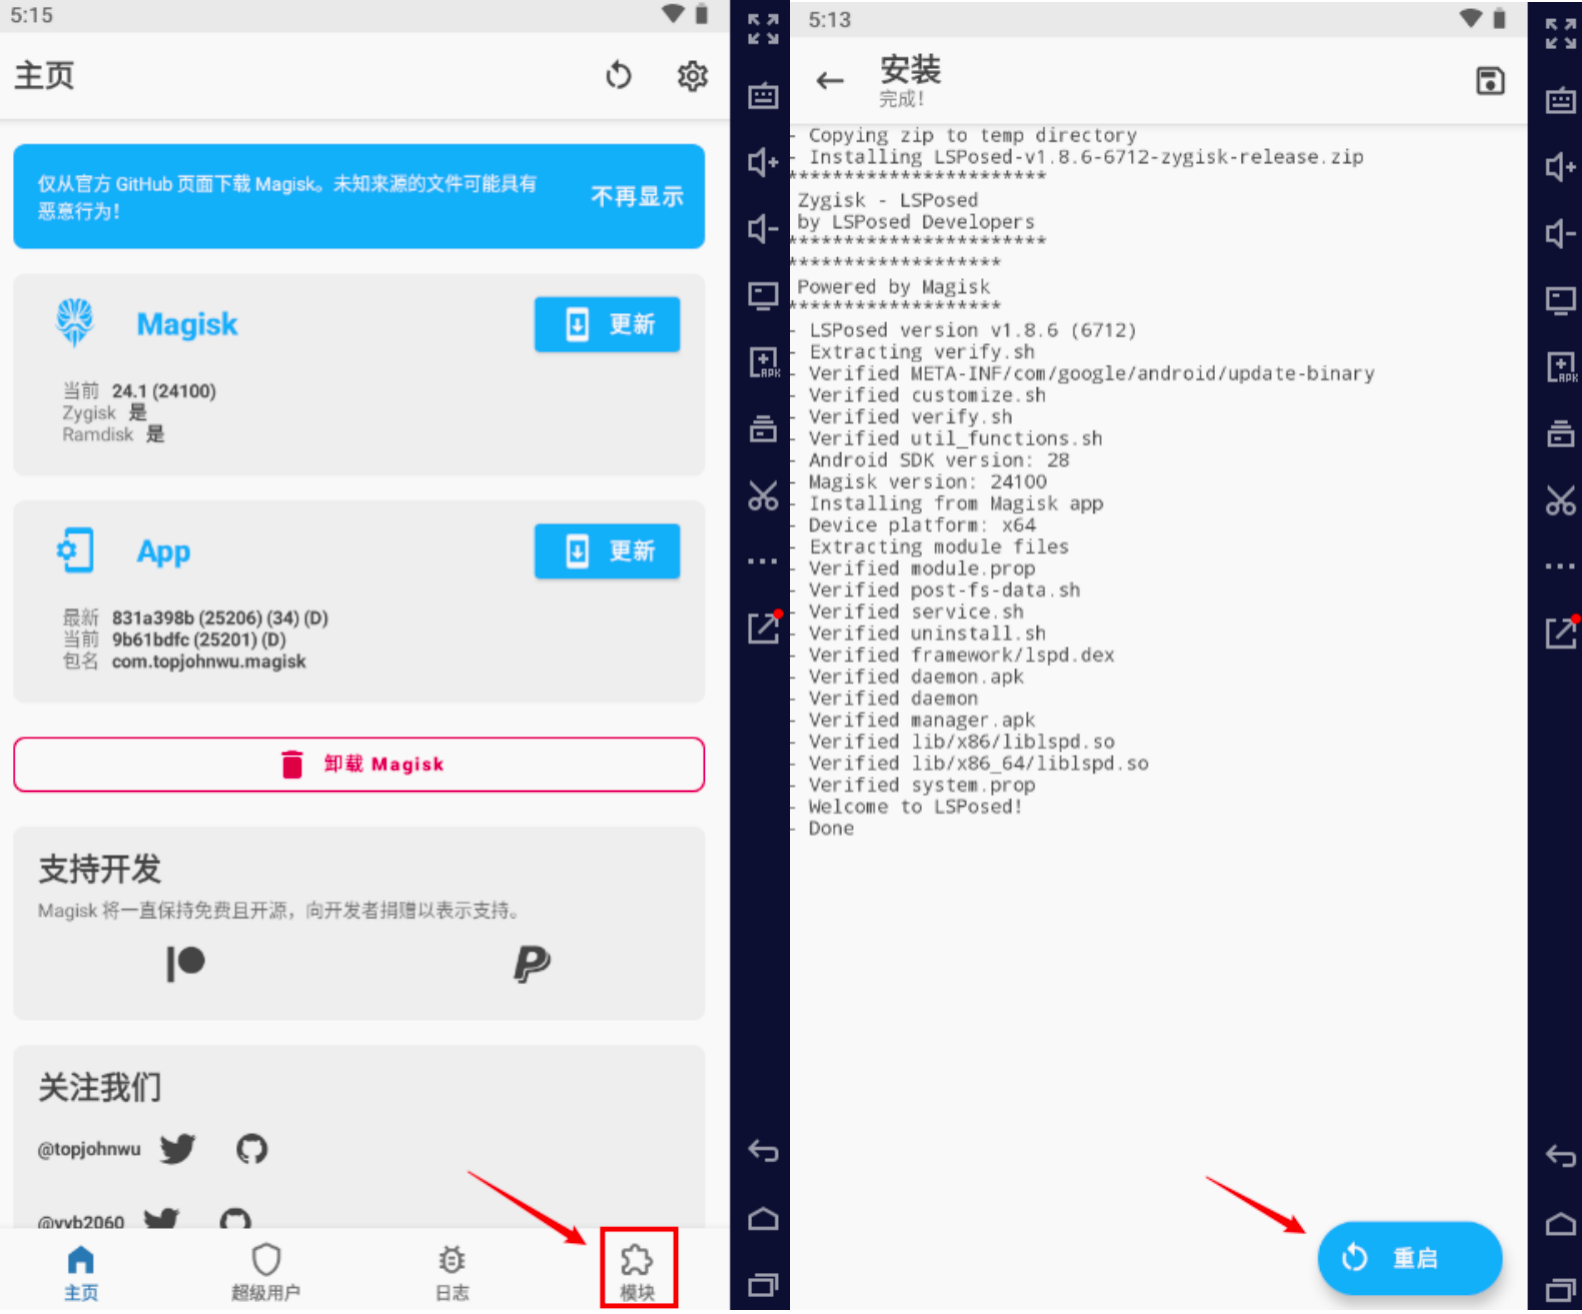 5:15
主页
仅从官方 GitHub 页面下载 Magisk。未知来源的文件可能具有
恶意行为！
不再显示
Magisk
更新
当前 24.1 (24100)
Zygisk 是
Ramdisk 是
App
更新
最新 831a398b (25206) (34) (D)
当前 9b61bdfc (25201) (D)
包名 com.topjohnwu.magisk
卸载 Magisk
支持开发
Magisk 将一直保持免费且开源，向开发者捐赠以表示支持。
关注我们
@topjohnwu
@vvb2060
主页
超级用户
日志
模块
APK
5:13
安装
完成！
- Copying zip to temp directory
- Installing LSPosed-v1.8.6-6712-zygisk-release.zip
***********************
Zygisk - LSPosed
by LSPosed Developers
***********************
*******************
Powered by Magisk
*******************
- LSPosed version v1.8.6 (6712)
- Extracting verify.sh
- Verified META-INF/com/google/android/update-binary
- Verified customize.sh
- Verified verify.sh
- Verified util_functions.sh
- Android SDK version: 28
- Magisk version: 24100
- Installing from Magisk app
- Device platform: x64
- Extracting module files
- Verified module.prop
- Verified post-fs-data.sh
- Verified service.sh
- Verified uninstall.sh
- Verified framework/lspd.dex
- Verified daemon.apk
- Verified daemon
- Verified manager.apk
- Verified lib/x86/liblspd.so
- Verified lib/x86_64/liblspd.so
- Verified system.prop
- Welcome to LSPosed!
- Done
重启
APK